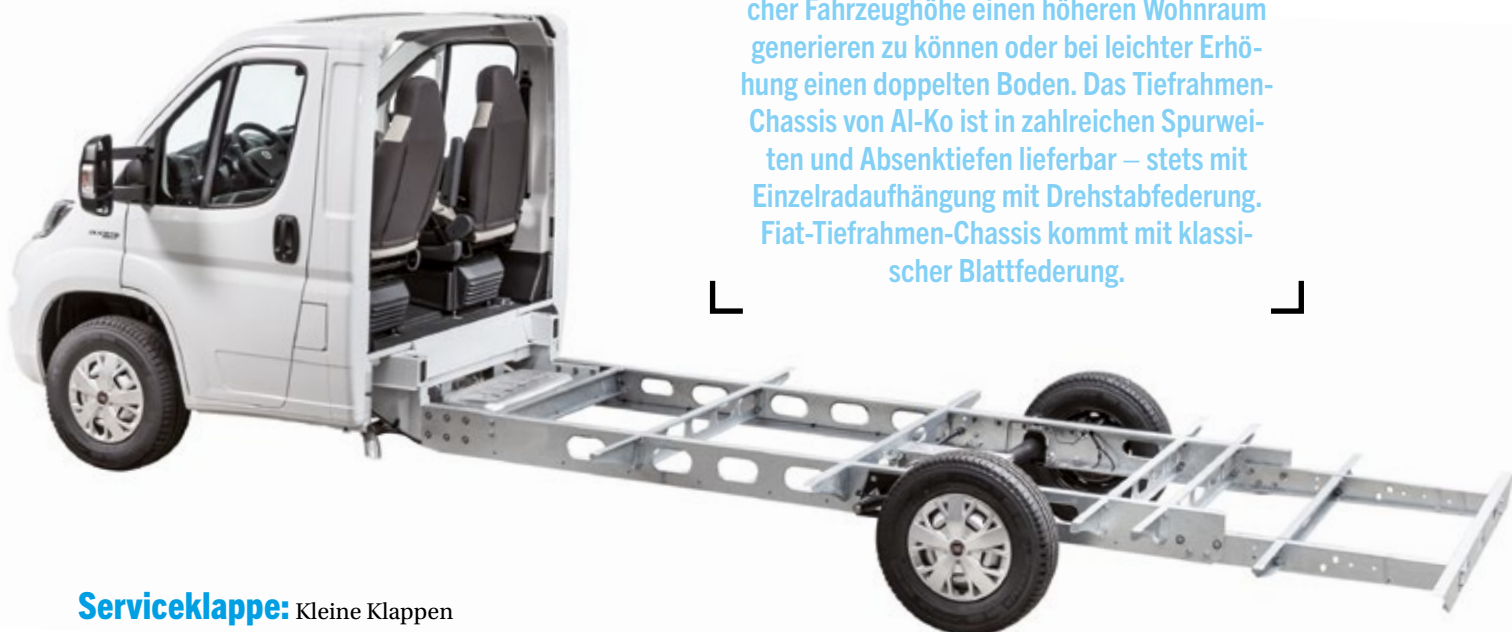 cher Fahrzeughöhe einen höheren Wohnraum
generieren zu können oder bei leichter Erhö-
hung einen doppelten Boden. Das Tiefrahmen-
Chassis von Al-Ko ist in zahlreichen Spurwei-
ten und Absenktiefen lieferbar – stets mit
Einzelradaufhängung mit Drehstabfederung.
Fiat-Tiefrahmen-Chassis kommt mit klassi-
scher Blattfederung.
Serviceklappe: Kleine Klappen